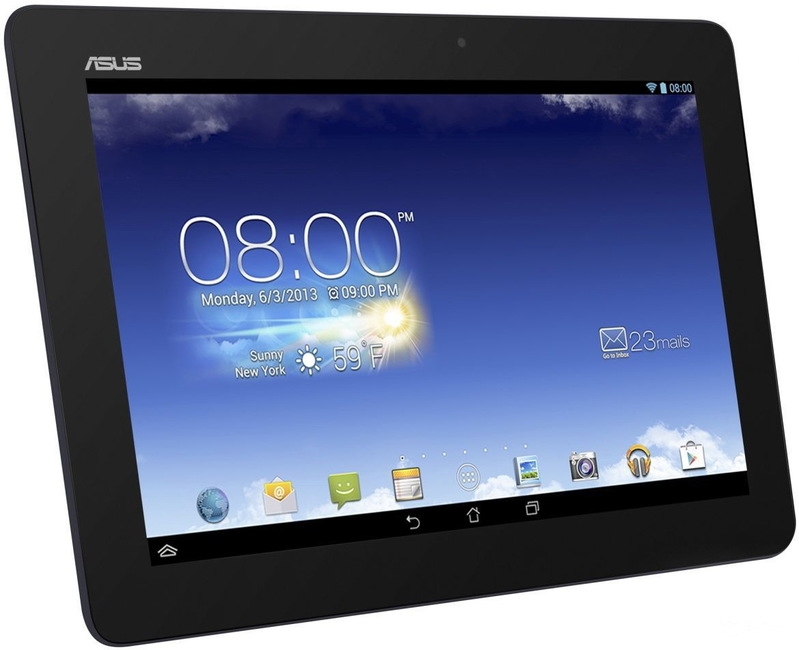 ASUS
08:00
08:00 PM
Monday, 6/3/2013 09:00 PM
Sunny
New York
59°F
23mails
Go to Inbox
@